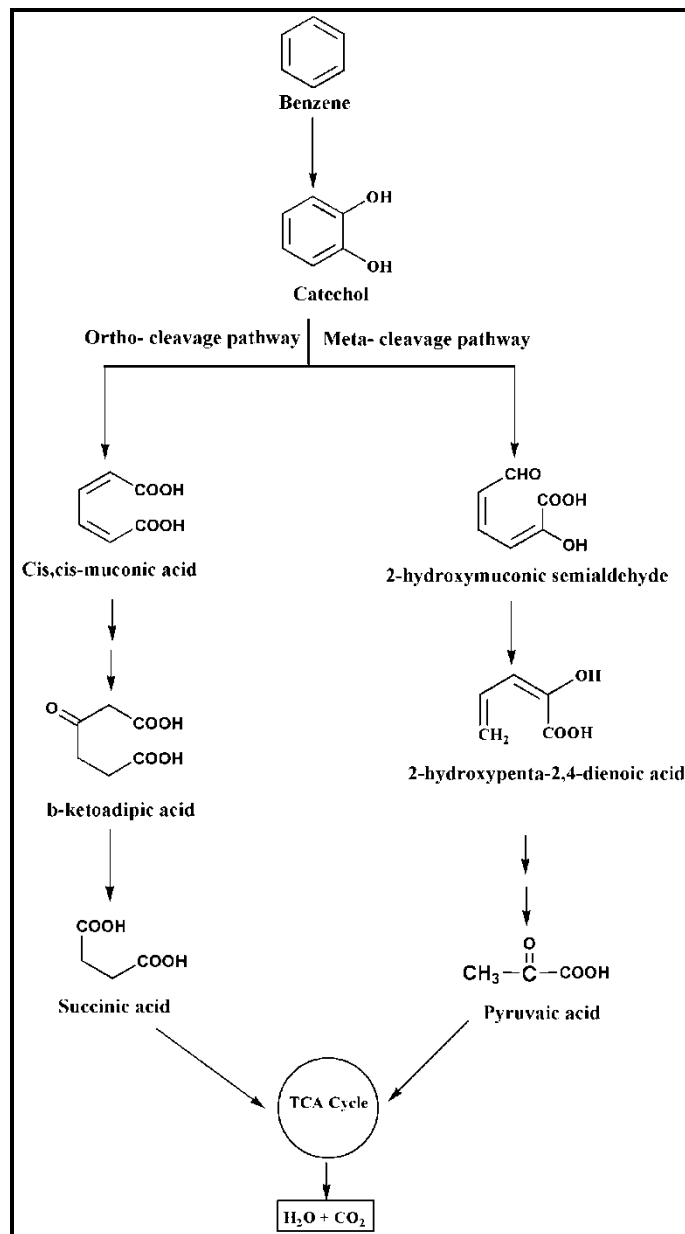 Benzene
OH
OH
Catechol
Ortho- cleavage pathway
Meta- cleavage pathway
COOH
COOH
Cis,cis-muconic acid
CHO
COOH
OH
2-hydroxymuconic semialdehyde
O
COOH
COOH
b-ketoadipic acid
OH
CH₂
COOH
2-hydroxypenta-2,4-dienoic acid
COOH
COOH
Succinic acid
O
CH₃-C-COOH
Pyruvaic acid
TCA Cycle
H₂O + CO₂